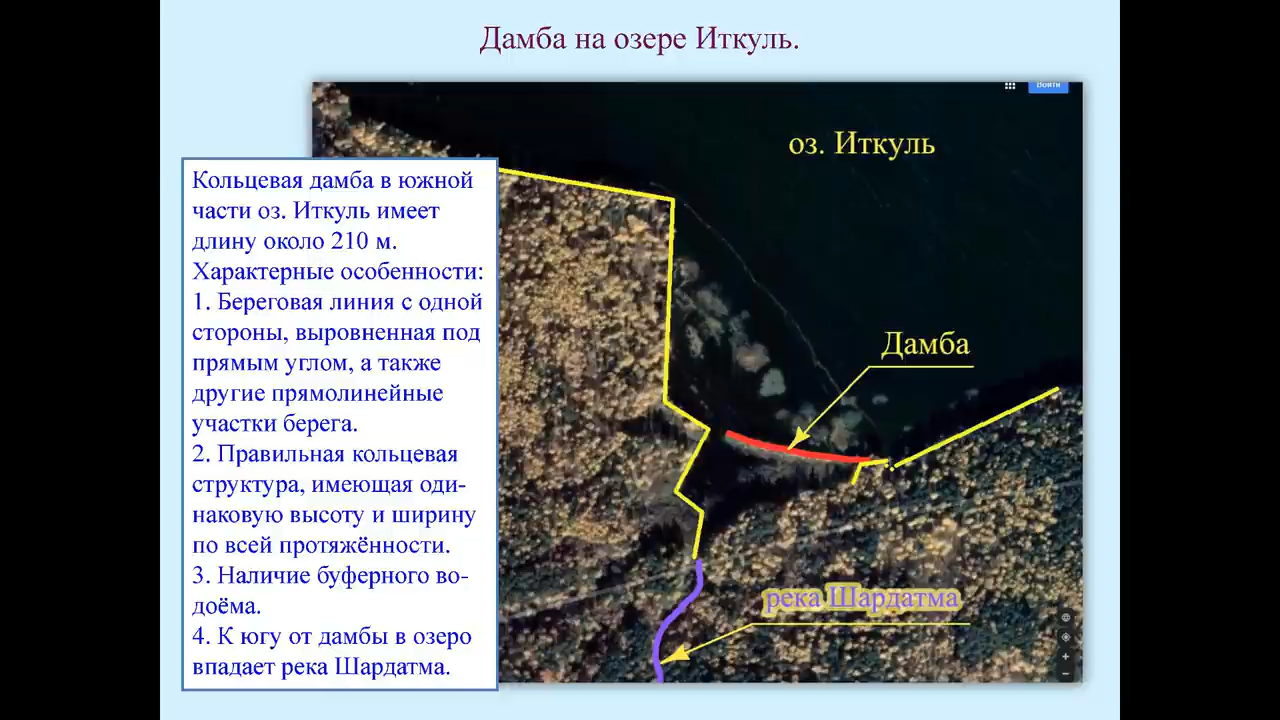 Дамба на озере Иткуль.
Войти
оз. Иткуль
Кольцевая дамба в южной
части оз. Иткуль имеет
длину около 210 м.
Характерные особенности:
1. Береговая линия с одной
стороны, выровненная под
прямым углом, а также
другие прямолинейные
участки берега.
2. Правильная кольцевая
структура, имеющая оди-
наковую высоту и ширину
по всей протяжённости.
3. Наличие буферного во-
доёма.
4. К югу от дамбы в озеро
впадает река Шардатма.
Дамба
река Шардатма